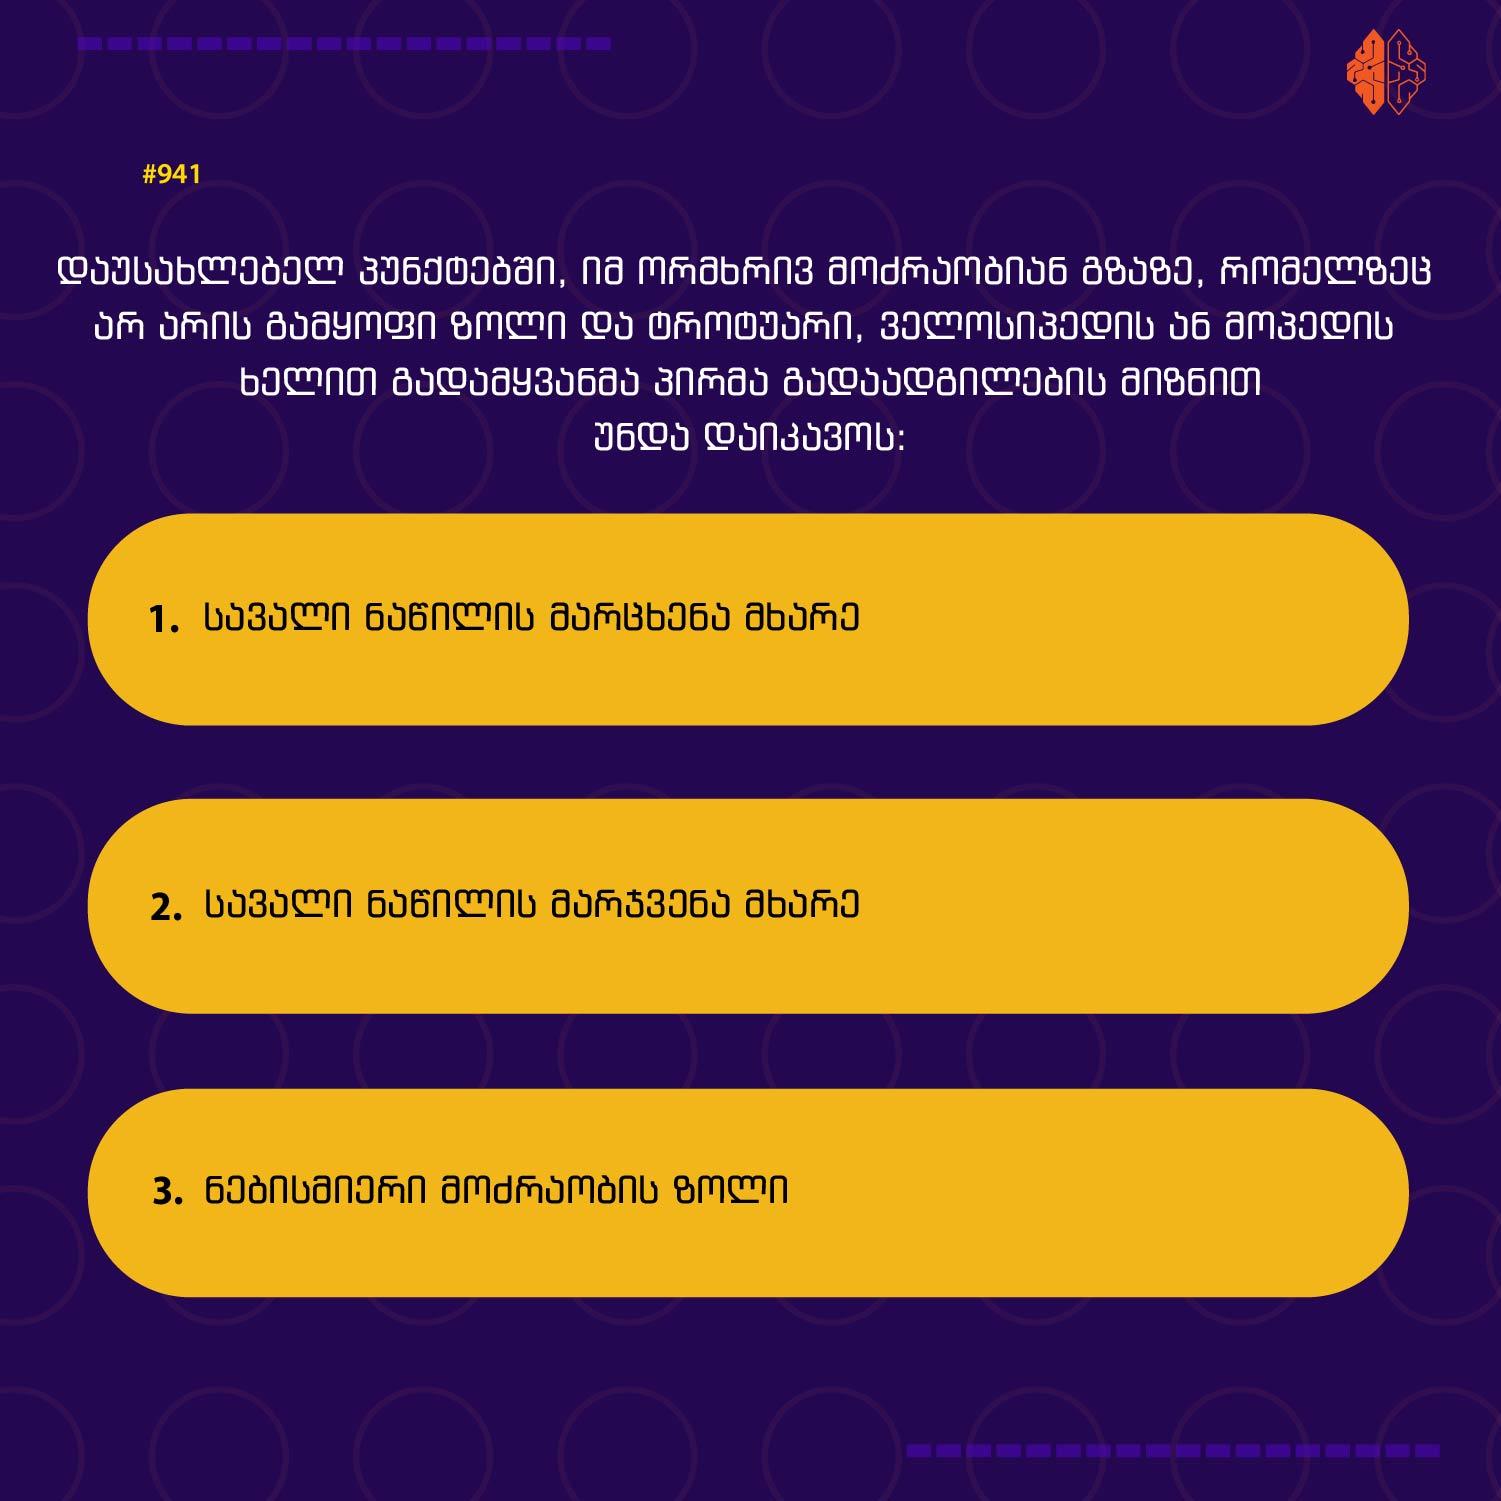 #941
დაუსახლებელ პუნქტებში, იმ ორმხრივ მოძრაობიან გზაზე, რომელზეც
არ არის გამყოფი ზოლი და ტროტუარი, ველოსიპედის ან მოპედის
ხელით გადამყვანმა პირმა გადაადგილების მიზნით
უნდა დაიკავოს:
1. სავალი ნაწილის მარცხენა მხარე
2. სავალი ნაწილის მარჯვენა მხარე
3. ნებისმიერი მოძრაობის ზოლი